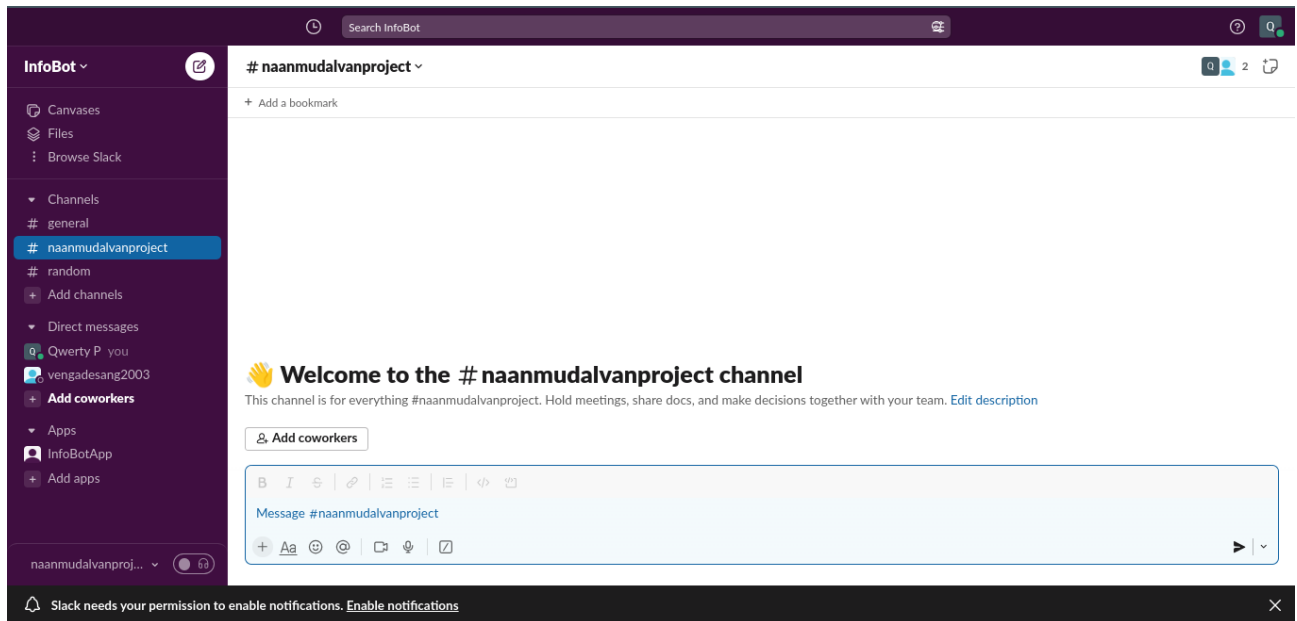 Search InfoBot
Q
InfoBot
# naanmudalvanproject
Q 2
+ Add a bookmark
Canvases
Files
Browse Slack
Channels
# general
# naanmudalvanproject
# random
+ Add channels
Direct messages
Q Qwerty P you
vengadesang2003
+ Add coworkers
Apps
InfoBotApp
+ Add apps
naanmudalvanproj...
👋 Welcome to the # naanmudalvanproject channel
This channel is for everything #naanmudalvanproject. Hold meetings, share docs, and make decisions together with your team. Edit description
Add coworkers
B I S
Message #naanmudalvanproject
+ Aa @
Slack needs your permission to enable notifications. Enable notifications